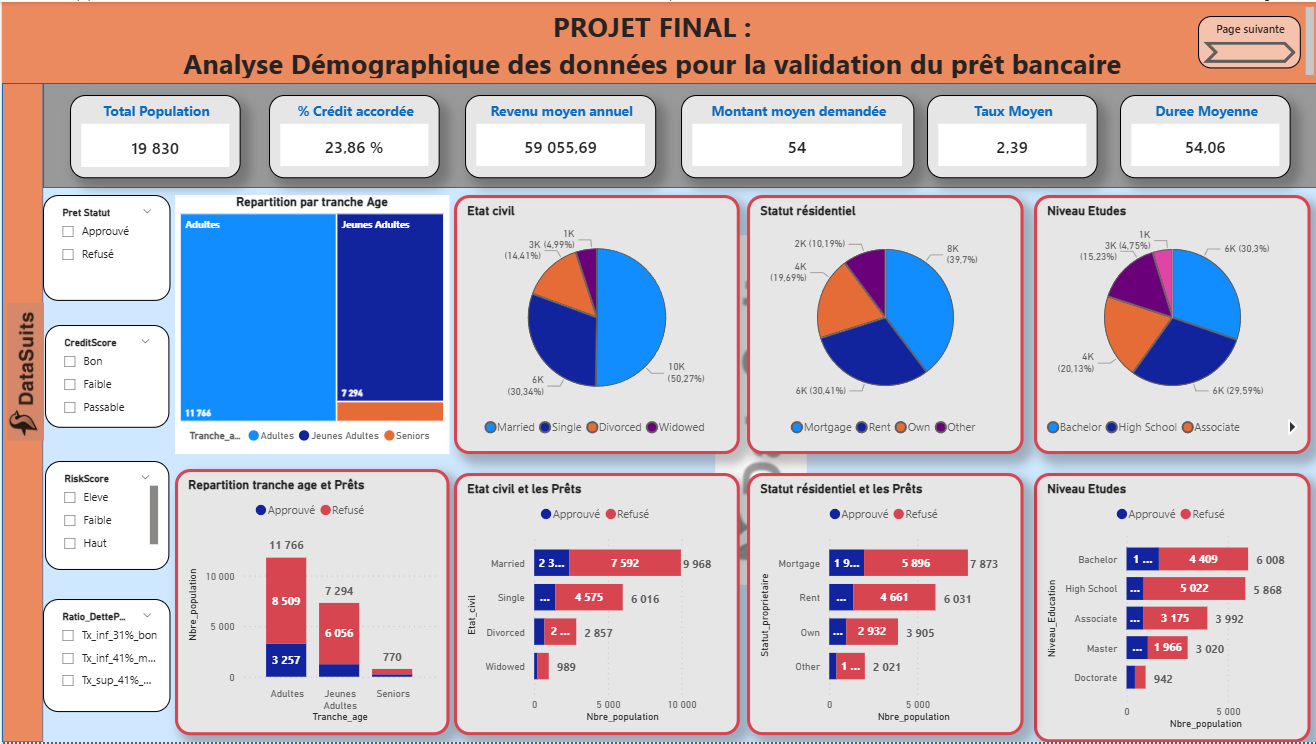 PROJET FINAL :
Analyse Démographique des données pour la validation du prêt bancaire
Page suivante
DataSuits
Total Population
19 830
% Crédit accordée
23,86 %
Revenu moyen annuel
59 055,69
Montant moyen demandée
54
Taux Moyen
2,39
Duree Moyenne
54,06
Pret Statut
Approuvé
Refusé
CreditScore
Bon
Faible
Passable
RiskScore
Eleve
Faible
Haut
Ratio_DetteP...
Tx_inf_31%_bon
Tx_inf_41%_m...
Tx_sup_41%_...
Repartition par tranche Age
Adultes
Jeunes Adultes
7 294
11 766
Tranche_a... Adultes Jeunes Adultes Seniors
Etat civil
1K
3K (4,99%)
(14,41%)
6K
(30,34%)
10K
(50,27%)
Married Single Divorced Widowed
Statut résidentiel
2K (10,19%)
8K
(39,7%)
4K
(19,69%)
6K (30,41%)
Mortgage Rent Own Other
Niveau Etudes
1K
3K (4,75%)
(15,23%)
6K (30,3%)
4K
(20,13%)
6K (29,59%)
Bachelor High School Associate
Repartition tranche age et Prêts
Approuvé Refusé
Nbre_population
10 000
5 000
0
11 766
8 509
3 257
7 294
6 056
770
Adultes
Jeunes
Adultes
Seniors
Tranche_age
Etat civil et les Prêts
Approuvé Refusé
Etat_civil
Married 2 3... 7 592 9 968
Single ... 4 575 6 016
Divorced 2 ... 2 857
Widowed 989
0 5 000 10 000
Nbre_population
Statut résidentiel et les Prêts
Approuvé Refusé
Statut_proprietaire
Mortgage 1 9... 5 896 7 873
Rent ... 4 661 6 031
Own ... 2 932 3 905
Other 1 ... 2 021
0 5 000
Nbre_population
Niveau Etudes
Approuvé Refusé
Niveau_Education
Bachelor 1 ... 4 409 6 008
High School ... 5 022 5 868
Associate ... 3 175 3 992
Master ... 1 966 3 020
Doctorate 942
0 5 000
Nbre_population